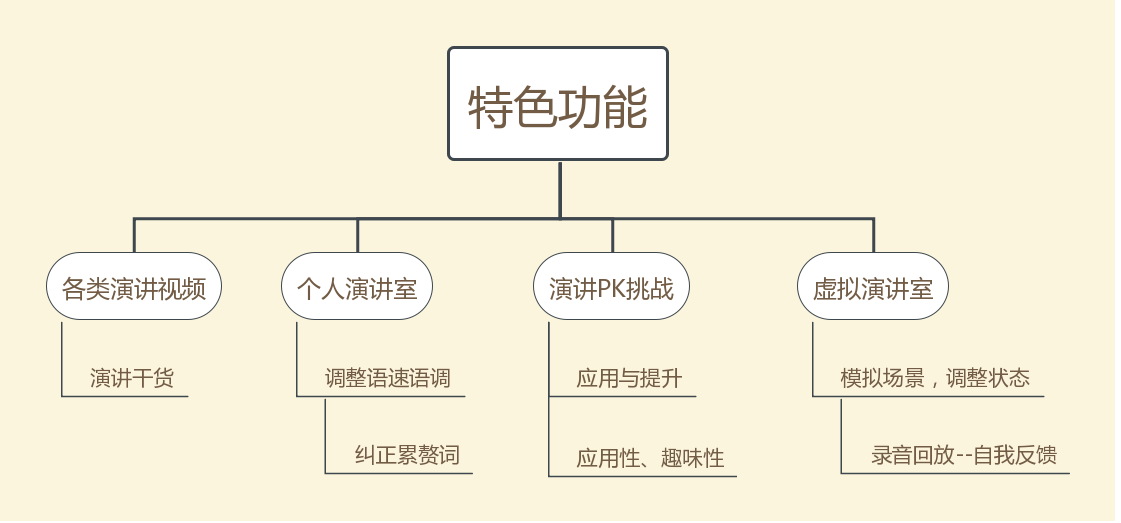 特色功能
各类演讲视频
个人演讲室
演讲PK挑战
虚拟演讲室
演讲干货
调整语速语调
应用与提升
模拟场景，调整状态
纠正累赘词
应用性、趣味性
录音回放--自我反馈